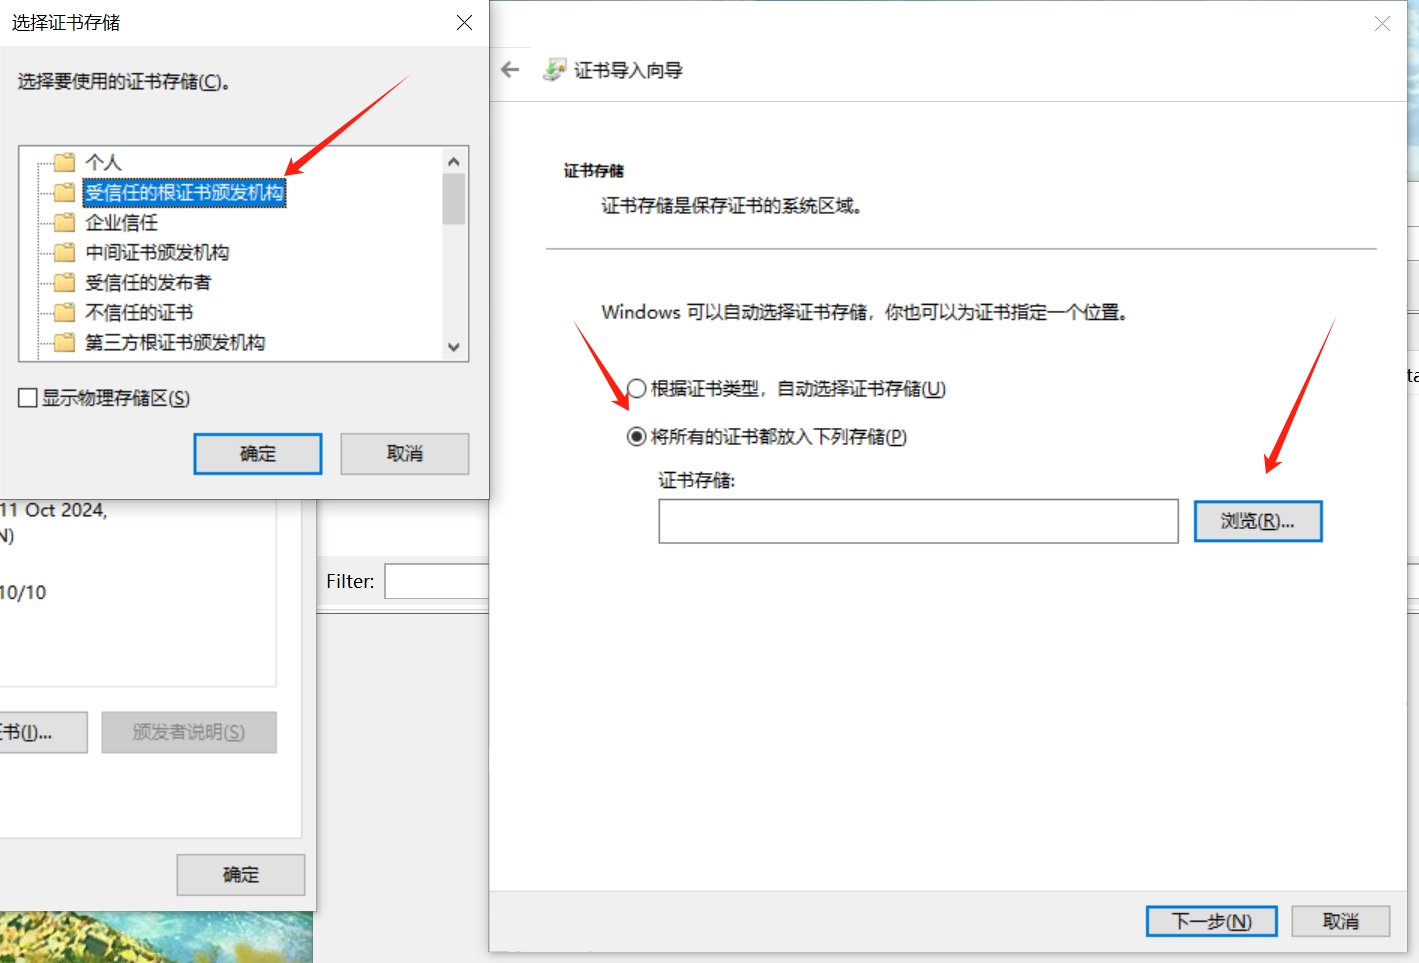 选择证书存储
选择要使用的证书存储(C)。
个人
受信任的根证书颁发机构
企业信任
中间证书颁发机构
受信任的发布者
不信任的证书
第三方根证书颁发机构
显示物理存储区(S)
确定
取消
11 Oct 2024,
N)
10/10
证书(I)...
颁发者说明(S)
确定
Filter:
证书导入向导
证书存储
证书存储是保存证书的系统区域。
Windows 可以自动选择证书存储，你也可以为证书指定一个位置。
根据证书类型，自动选择证书存储(U)
将所有的证书都放入下列存储(P)
证书存储:
浏览(R)...
下一步(N)
取消
ta